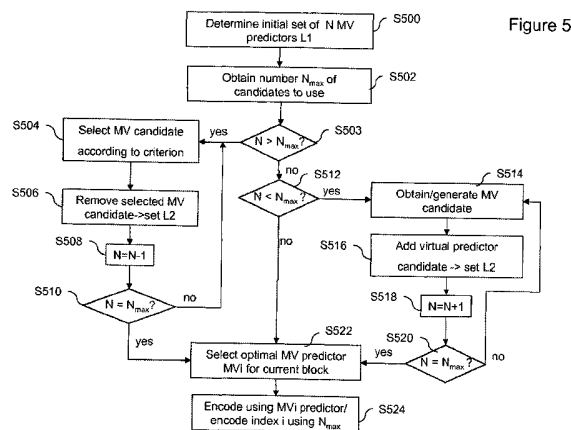 Figure 5
S500
Determine initial set of N MV
predictors L1
Obtain number Nmax of
candidates to use
S502
S504
Select MV candidate
according to criterion
yes
N > Nmax?
S503
no
S512
S506
Remove selected MV
candidate->set L2
N < Nmax?
yes
S514
Obtain/generate MV
candidate
S508
N=N-1
no
S516
Add virtual predictor
candidate -> set L2
S510
N = Nmax?
no
S518
N=N+1
yes
S522
Select optimal MV predictor
MVi for current block
S520
N = Nmax?
yes
no
Encode using MVi predictor/
encode index i using Nmax
S524